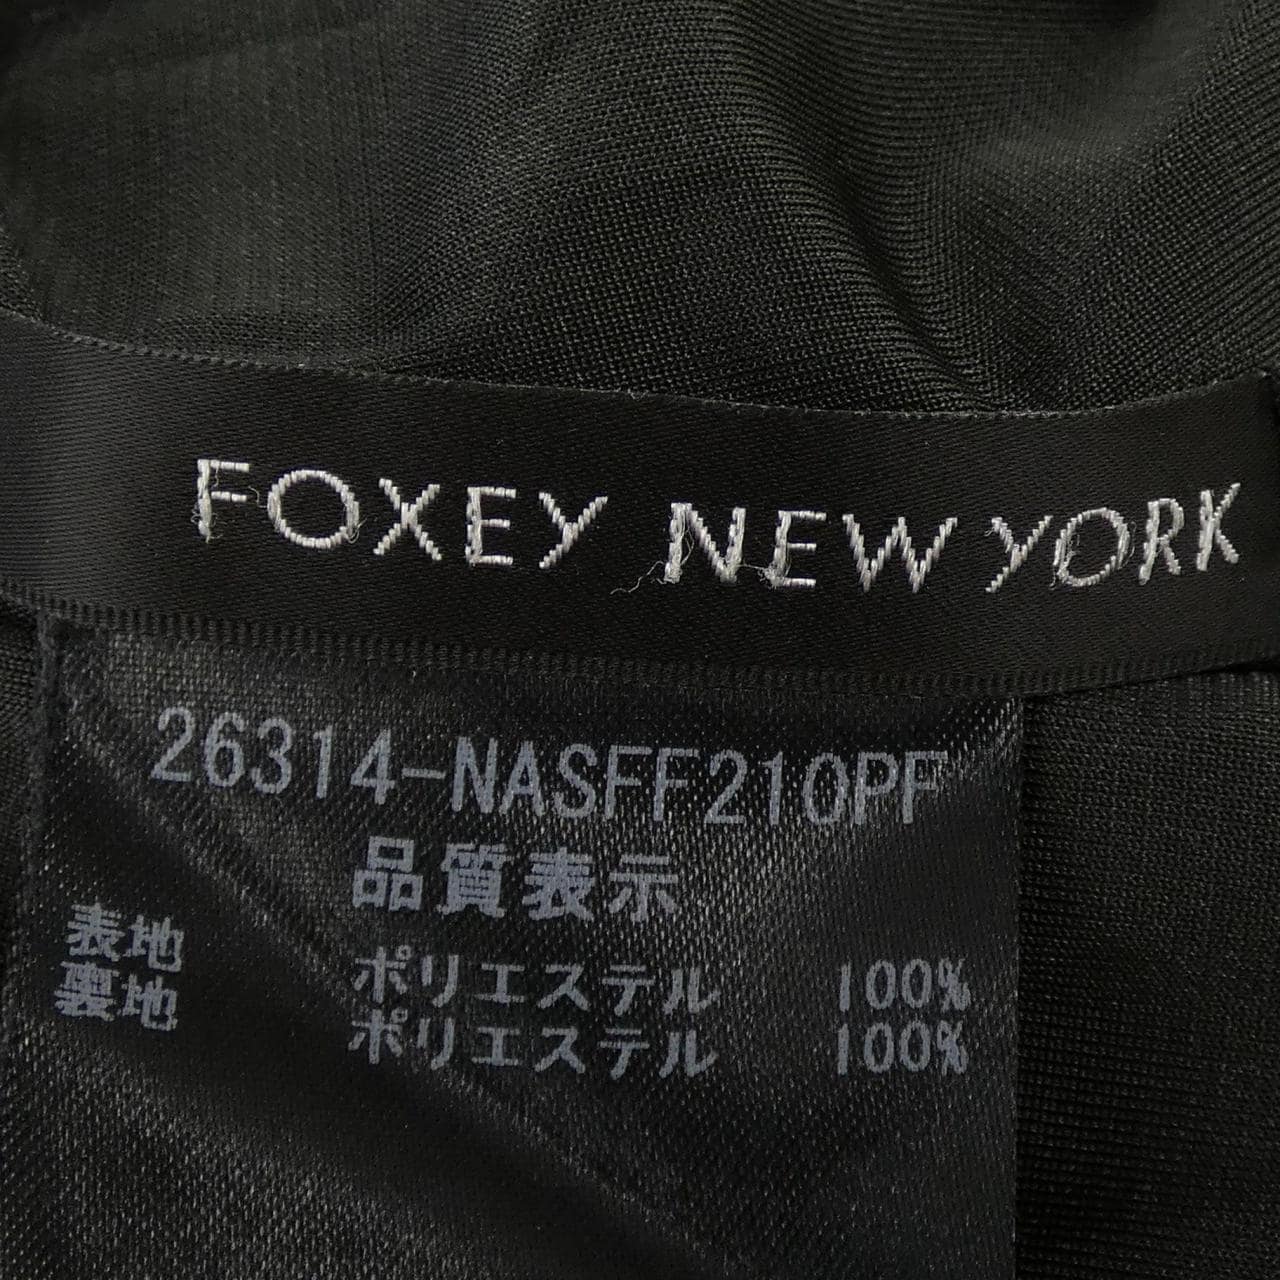 FOXEY NEW YORK
26314-NASFF210PF
品質表示
表地 ポリエステル 100%
裏地 ポリエステル 100%